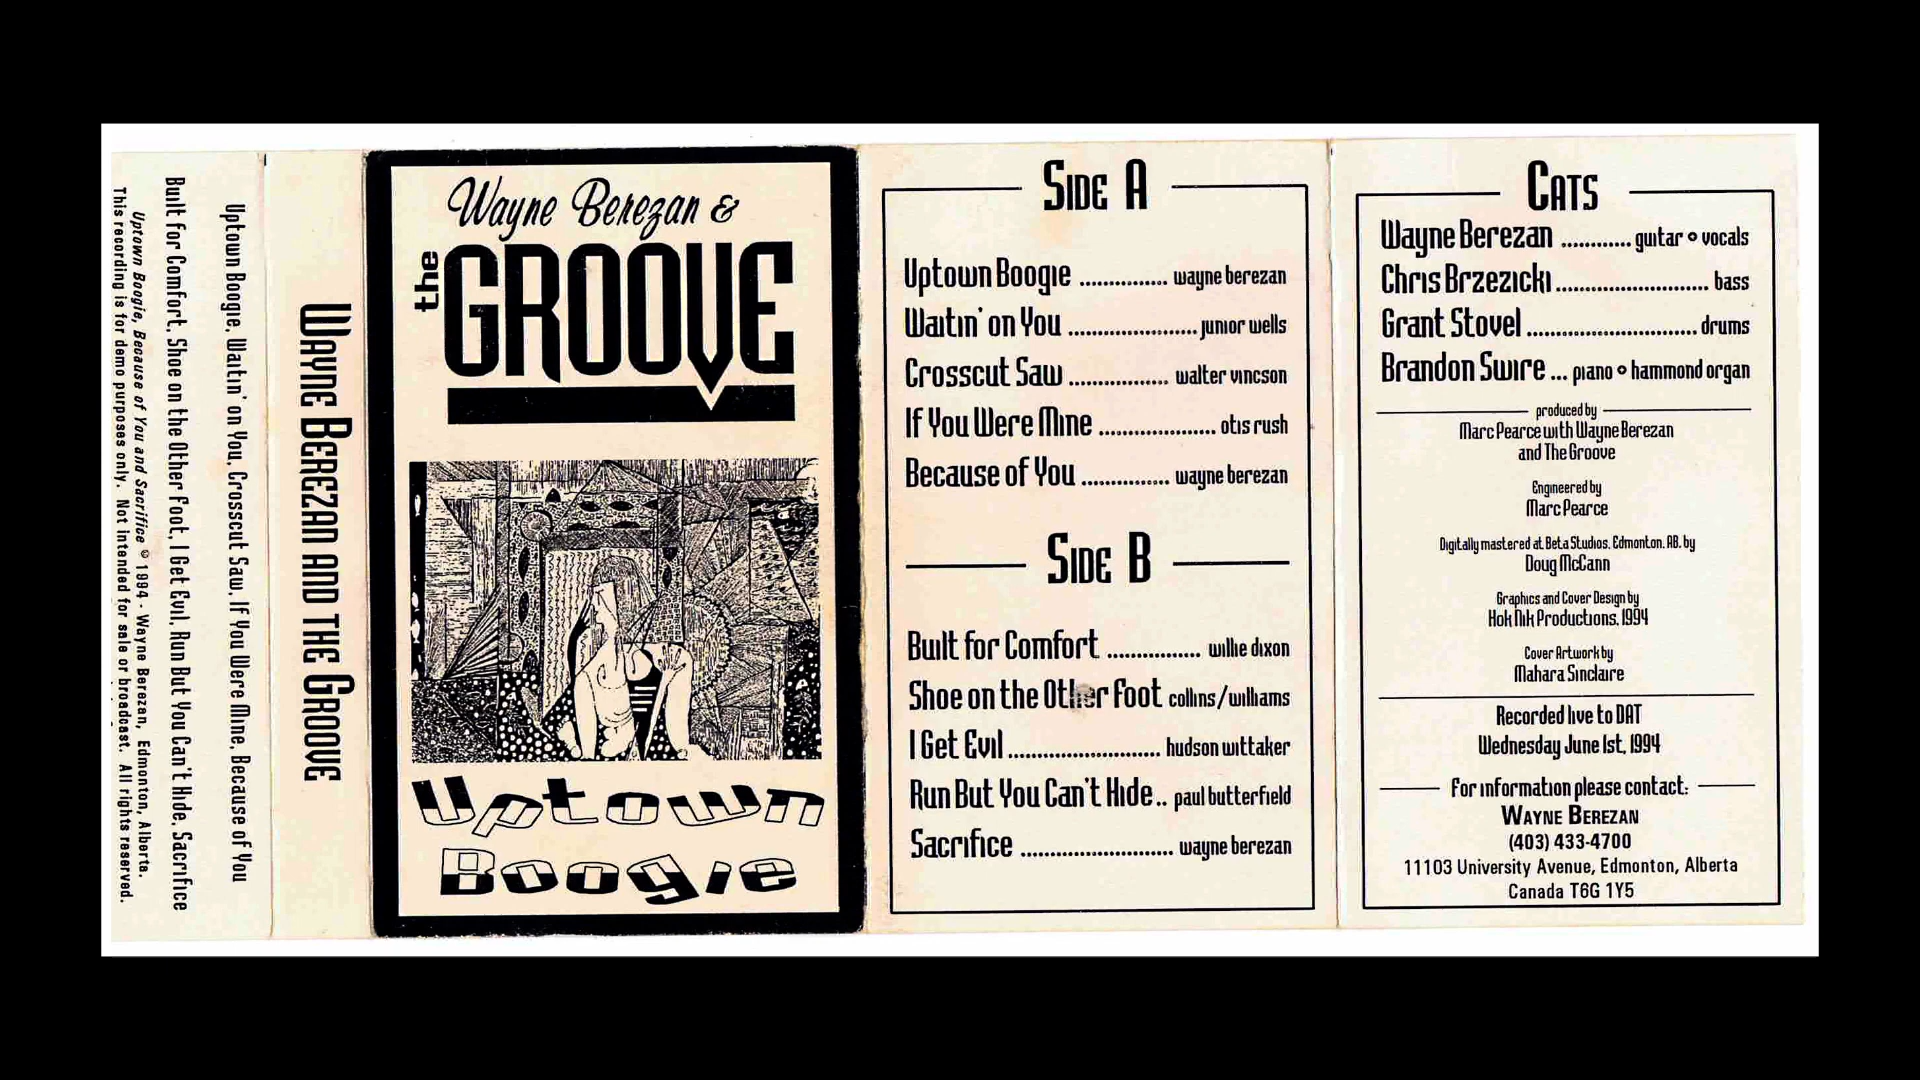 Uptown Boogie, Waitin' on You, Crosscut Saw, If You Were Mine, Because of You
Built for Comfort, Shoe on the Other Foot, I Get Evil, Run But You Can't Hide, Sacrifice
Uptown Boogie, Because of You and Sacrifice © 1994 - Wayne Berezan, Edmonton, Alberta.
This recording is for demo purposes only. Not intended for sale or broadcast. All rights reserved.
Wayne Berezan and the Groove
Wayne Berezan &
the GROOVE
Uptown
Boogie
Side A
Uptown Boogie ............... wayne berezan
Waitin' on You ...................... junior wells
Crosscut Saw ................. walter vincson
If You Were Mine .................... otis rush
Because of You ............... wayne berezan
Side B
Built for Comfort ................ willie dixon
Shoe on the Other Foot collins/williams
I Get Evil .......................... hudson wittaker
Run But You Can't Hide.. paul butterfield
Sacrifice .......................... wayne berezan
Cats
Wayne Berezan ............ guitar o vocals
Chris Brzezicki .......................... bass
Grant Stovel ............................. drums
Brandon Swire ... piano o hammond organ
produced by
Marc Pearce with Wayne Berezan
and The Groove
Engineered by
Marc Pearce
Digitally mastered at Beta Studios, Edmonton, AB. by
Doug McCann
Graphics and Cover Design by
Hok Nik Productions, 1994
Cover Artwork by
Mahara Sinclaire
Recorded live to DAT
Wednesday June 1st, 1994
For information please contact:
Wayne Berezan
(403) 433-4700
11103 University Avenue, Edmonton, Alberta
Canada T6G 1Y5